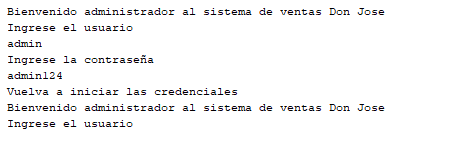 Bienvenido administrador al sistema de ventas Don Jose
Ingrese el usuario
admin
Ingrese la contraseña
admin124
Vuelva a iniciar las credenciales
Bienvenido administrador al sistema de ventas Don Jose
Ingrese el usuario